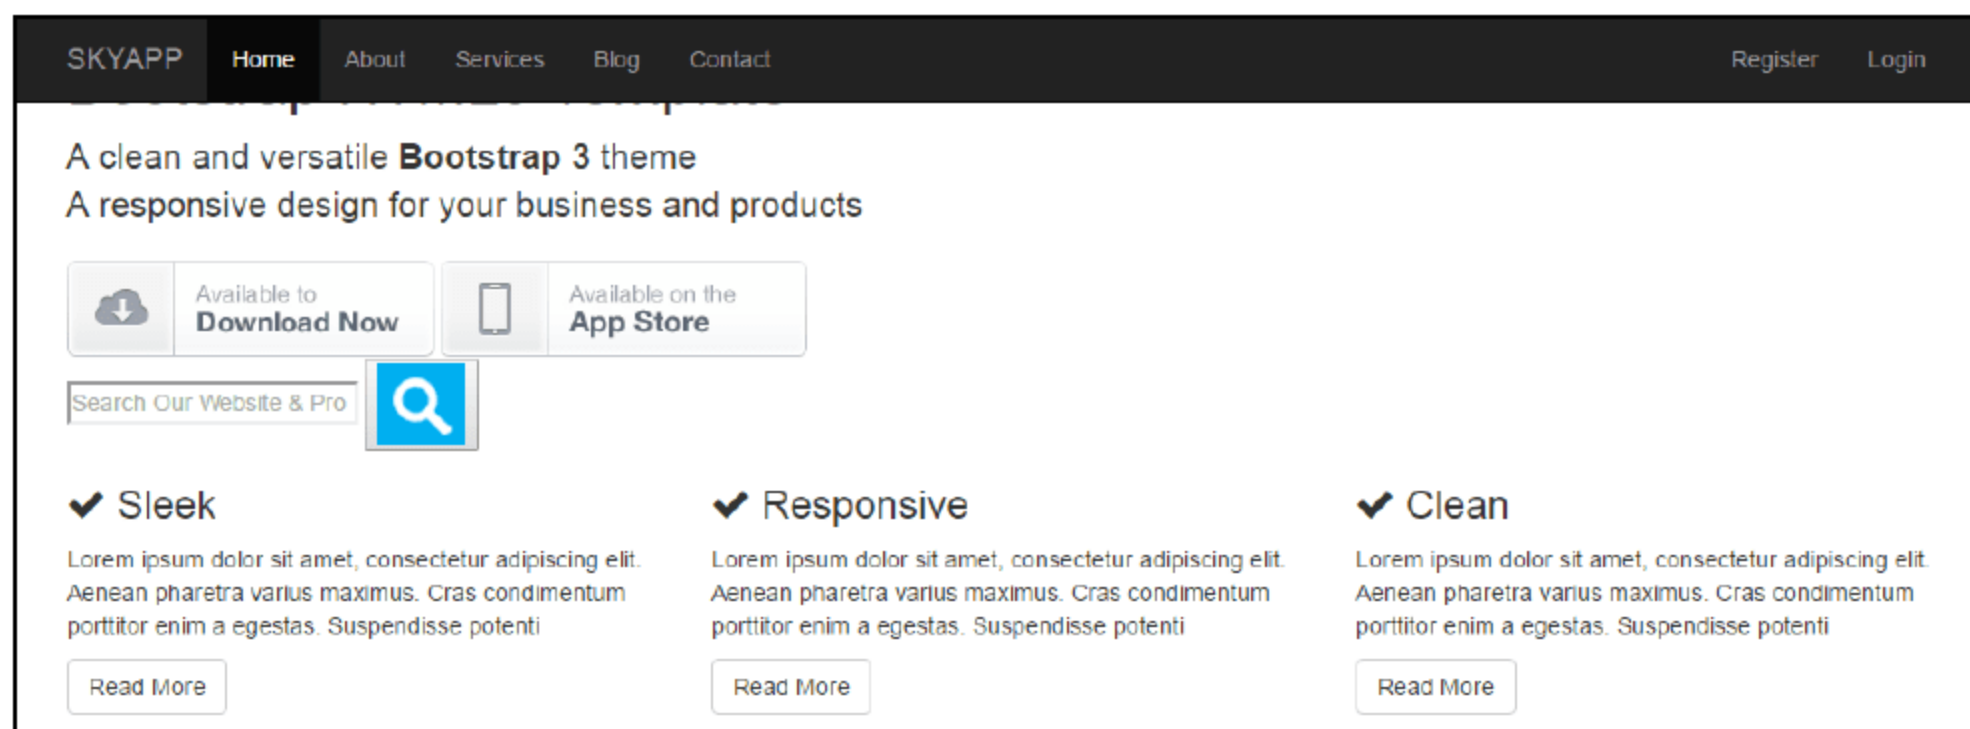 SKYAPP Home About Services Blog Contact Register Login
A clean and versatile Bootstrap 3 theme
A responsive design for your business and products
Available to
Download Now
Available on the
App Store
Search Our Website & Pro
Sleek
Lorem ipsum dolor sit amet, consectetur adipiscing elit.
Aenean pharetra varius maximus. Cras condimentum
porttitor enim a egestas. Suspendisse potenti
Read More
Responsive
Lorem ipsum dolor sit amet, consectetur adipiscing elit.
Aenean pharetra varius maximus. Cras condimentum
porttitor enim a egestas. Suspendisse potenti
Read More
Clean
Lorem ipsum dolor sit amet, consectetur adipiscing elit.
Aenean pharetra varius maximus. Cras condimentum
porttitor enim a egestas. Suspendisse potenti
Read More